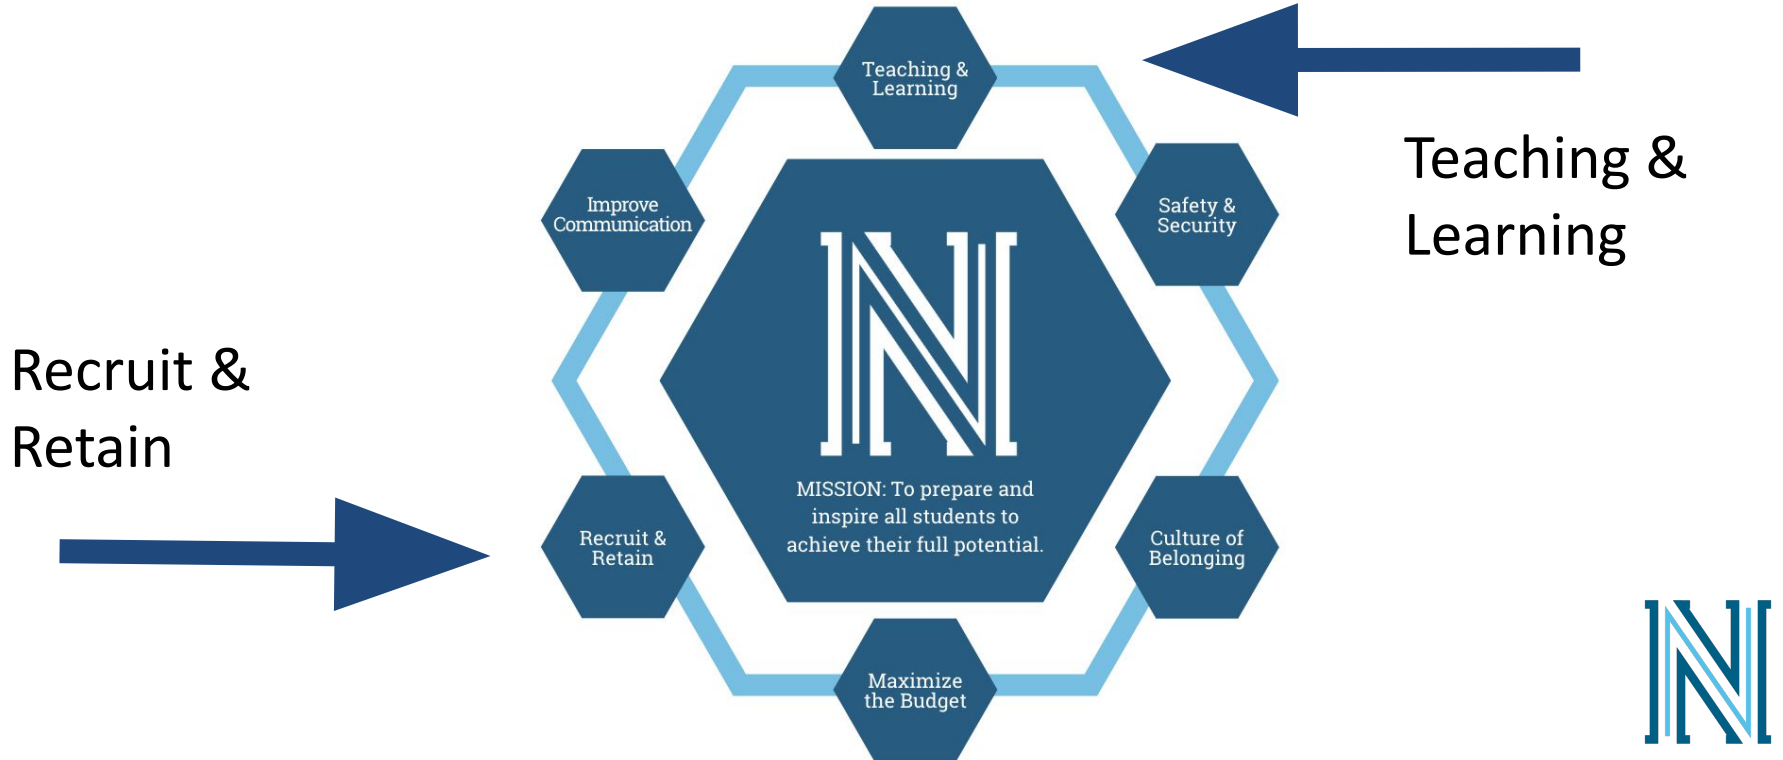 Teaching &
Learning
Teaching &
Learning
Improve
Communication
Safety &
Security
Recruit &
Retain
N
MISSION: To prepare and
inspire all students to
achieve their full potential.
Recruit &
Retain
Culture of
Belonging
Maximize
the Budget
N